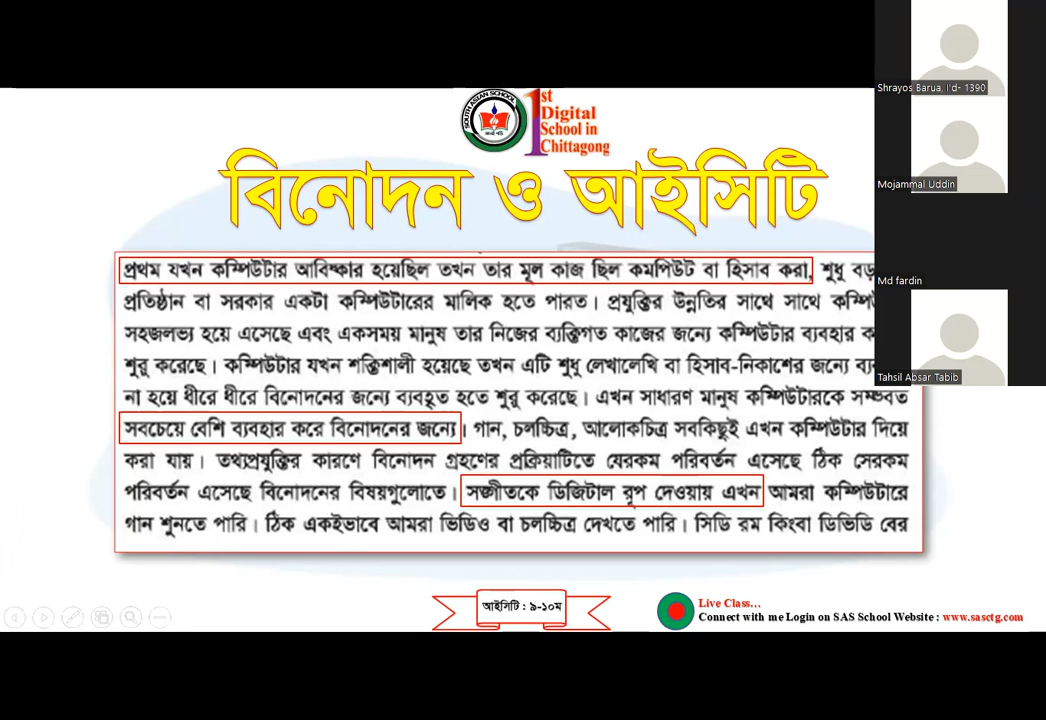 SOUTH ASIAN SCHOOL
1st
Digital
School in
Chittagong
Shrayos Barua, I'd- 1390
Mojammal Uddin
Md fardin
Tahsil Absar Tabib
বিনোদন ও আইসিটি
প্রথম যখন কম্পিউটার আবিষ্কার হয়েছিল তখন তার মূল কাজ ছিল কমপিউট বা হিসাব করা, শুধু বড়
প্রতিষ্ঠান বা সরকার একটা কম্পিউটারের মালিক হতে পারত। প্রযুক্তির উন্নতির সাথে সাথে
সহজলভ্য হয়ে এসেছে এবং একসময় মানুষ তার নিজের ব্যক্তিগত কাজের জন্যে কম্পিউটার ব্যবহার
শুরু করেছে। কম্পিউটার যখন শক্তিশালী হয়েছে তখন এটি শুধু লেখালেখি বা হিসাব-নিকাশের জন্যে
না হয়ে ধীরে ধীরে বিনোদনের জন্যে ব্যবহৃত হতে শুরু করেছে। এখন সাধারণ মানুষ কম্পিউটারকে সম্ভবত
সবচেয়ে বেশি ব্যবহার করে বিনোদনের জন্যে। গান, চলচ্চিত্র, আলোকচিত্র সবকিছুই এখন কম্পিউটার দিয়ে
করা যায়। তথ্যপ্রযুক্তির কারণে বিনোদন গ্রহণের প্রক্রিয়াটিতে যেরকম পরিবর্তন এসেছে ঠিক সেরকম
পরিবর্তন এসেছে বিনোদনের বিষয়গুলোতে। সঙ্গীতকে ডিজিটাল রূপ দেওয়ায় এখন আমরা কম্পিউটারে
গান শুনতে পারি। ঠিক একইভাবে আমরা ভিডিও বা চলচ্চিত্র দেখতে পারি। সিডি রম কিংবা ডিভিডি বের
আইসিটি : ৯-১০ম
Live Class...
Connect with me Login on SAS School Website : www.sasctg.com